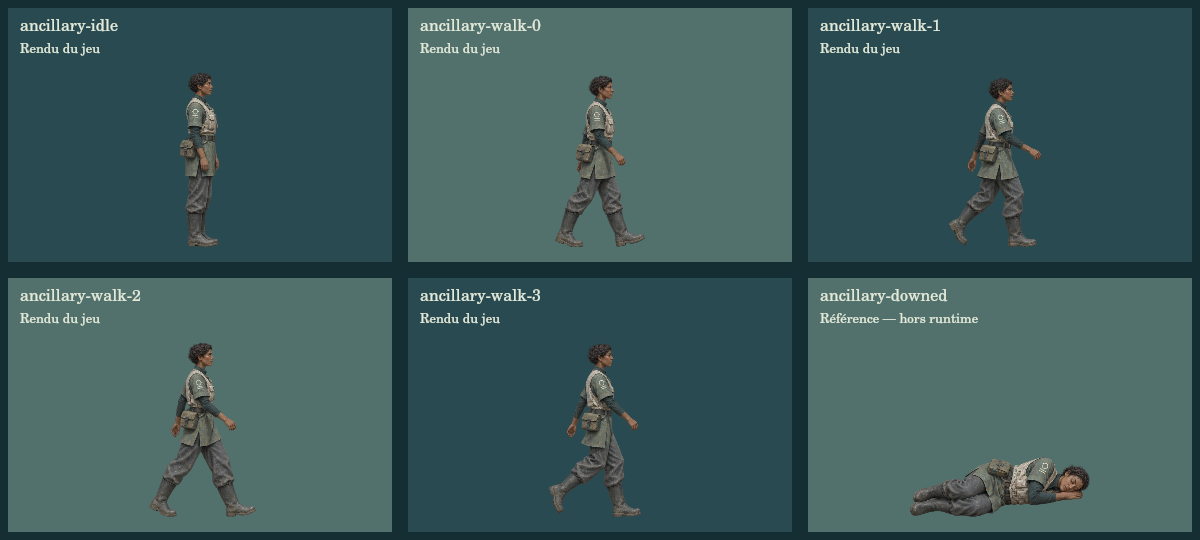 ancillary-idle
Rendu du jeu
ancillary-walk-0
Rendu du jeu
ancillary-walk-1
Rendu du jeu
ancillary-walk-2
Rendu du jeu
ancillary-walk-3
Rendu du jeu
ancillary-downed
Référence — hors runtime